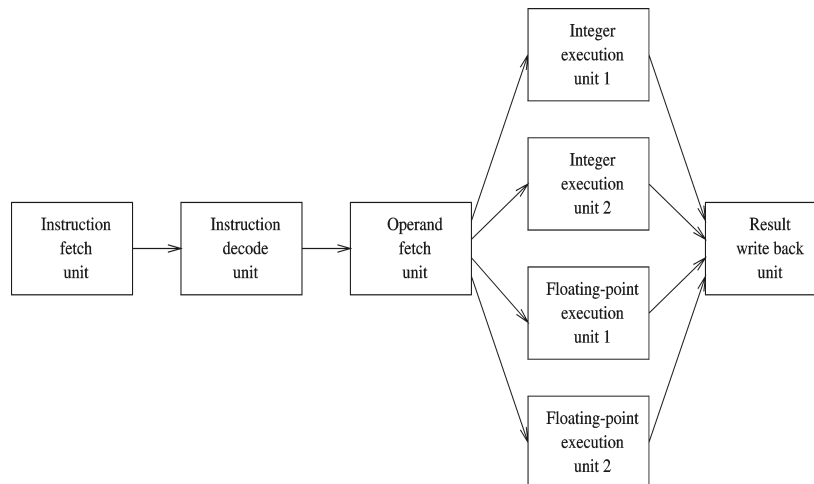 Instruction
fetch
unit
Instruction
decode
unit
Operand
fetch
unit
Integer
execution
unit 1
Integer
execution
unit 2
Floating-point
execution
unit 1
Floating-point
execution
unit 2
Result
write back
unit